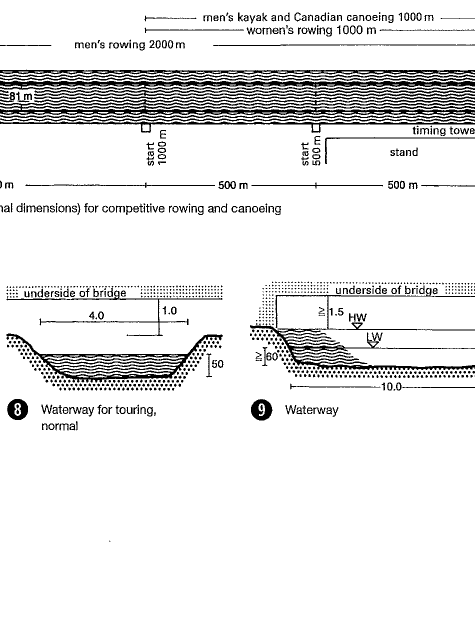 men's kayak and Canadian canoeing 1000 m
women's rowing 1000 m
men's rowing 2000 m
81 m
start 1000 m
start 500 m
timing towe
stand
0 m
500 m
500 m
nal dimensions) for competitive rowing and canoeing
underside of bridge
4.0
1.0
50
8 Waterway for touring,
normal
underside of bridge
≥ 1.5
HW
LW
≥ 60
10.0
9 Waterway